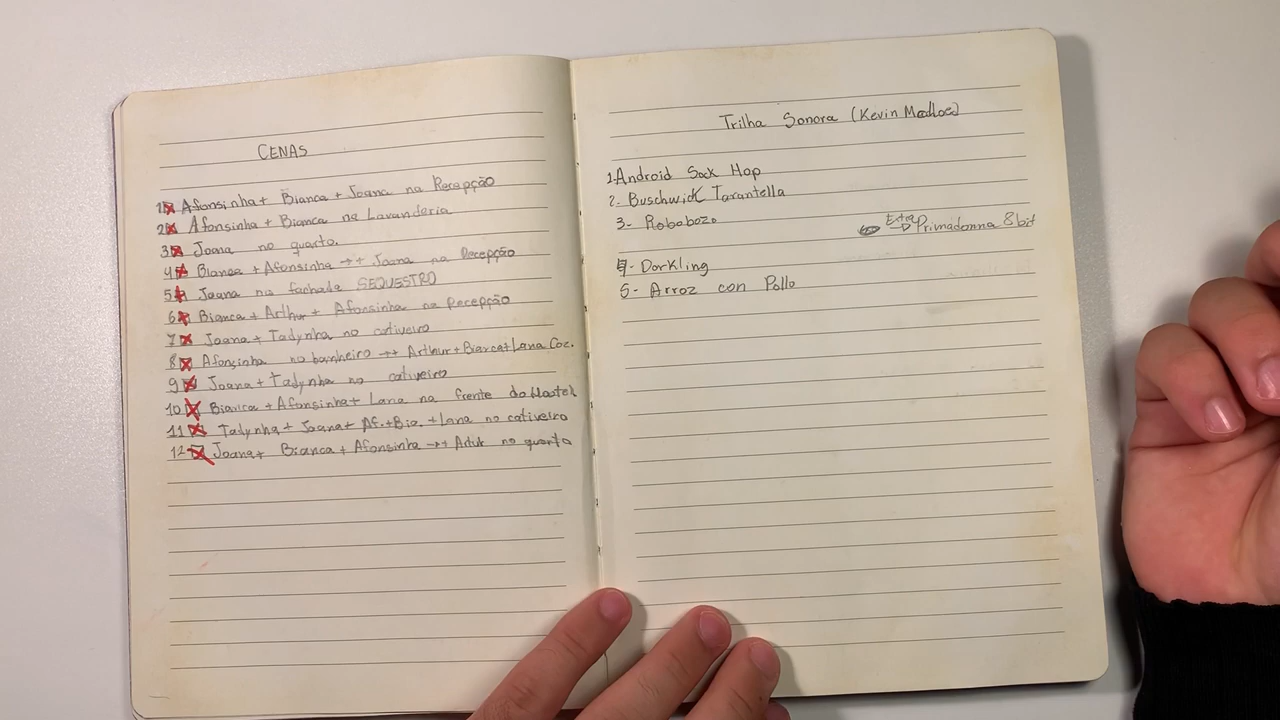 CENAS
1 Afonsinha + Bianca + Joana na Recepção
2 Afonsinha + Bianca na Lavanderia
3 Joana no quarto.
4 Bianca + Afonsinha →+ Joana na Recepção
5 Joana na fachada SEQUESTRO
6 Bianca + Arthur + Afonsinha na Recepção
7 Joana + Tadynha no cativeiro
8 Afonsinha no banheiro →+ Arthur + Bianca + Lana Coz.
9 Joana + Tadynha no cativeiro
10 Bianca + Afonsinha + Lana na frente do Hostel
11 Tadynha + Joana + Af. + Bia. + Lana no cativeiro
12 Joana + Bianca + Afonsinha →+ no quarto
Trilha Sonora (Kevin
1. Android Sock Hop
2- Buschwick Tarantella
3- Robobozo
Extra → Primadonna 8bit
4- Darkling
5- Arroz con Pollo